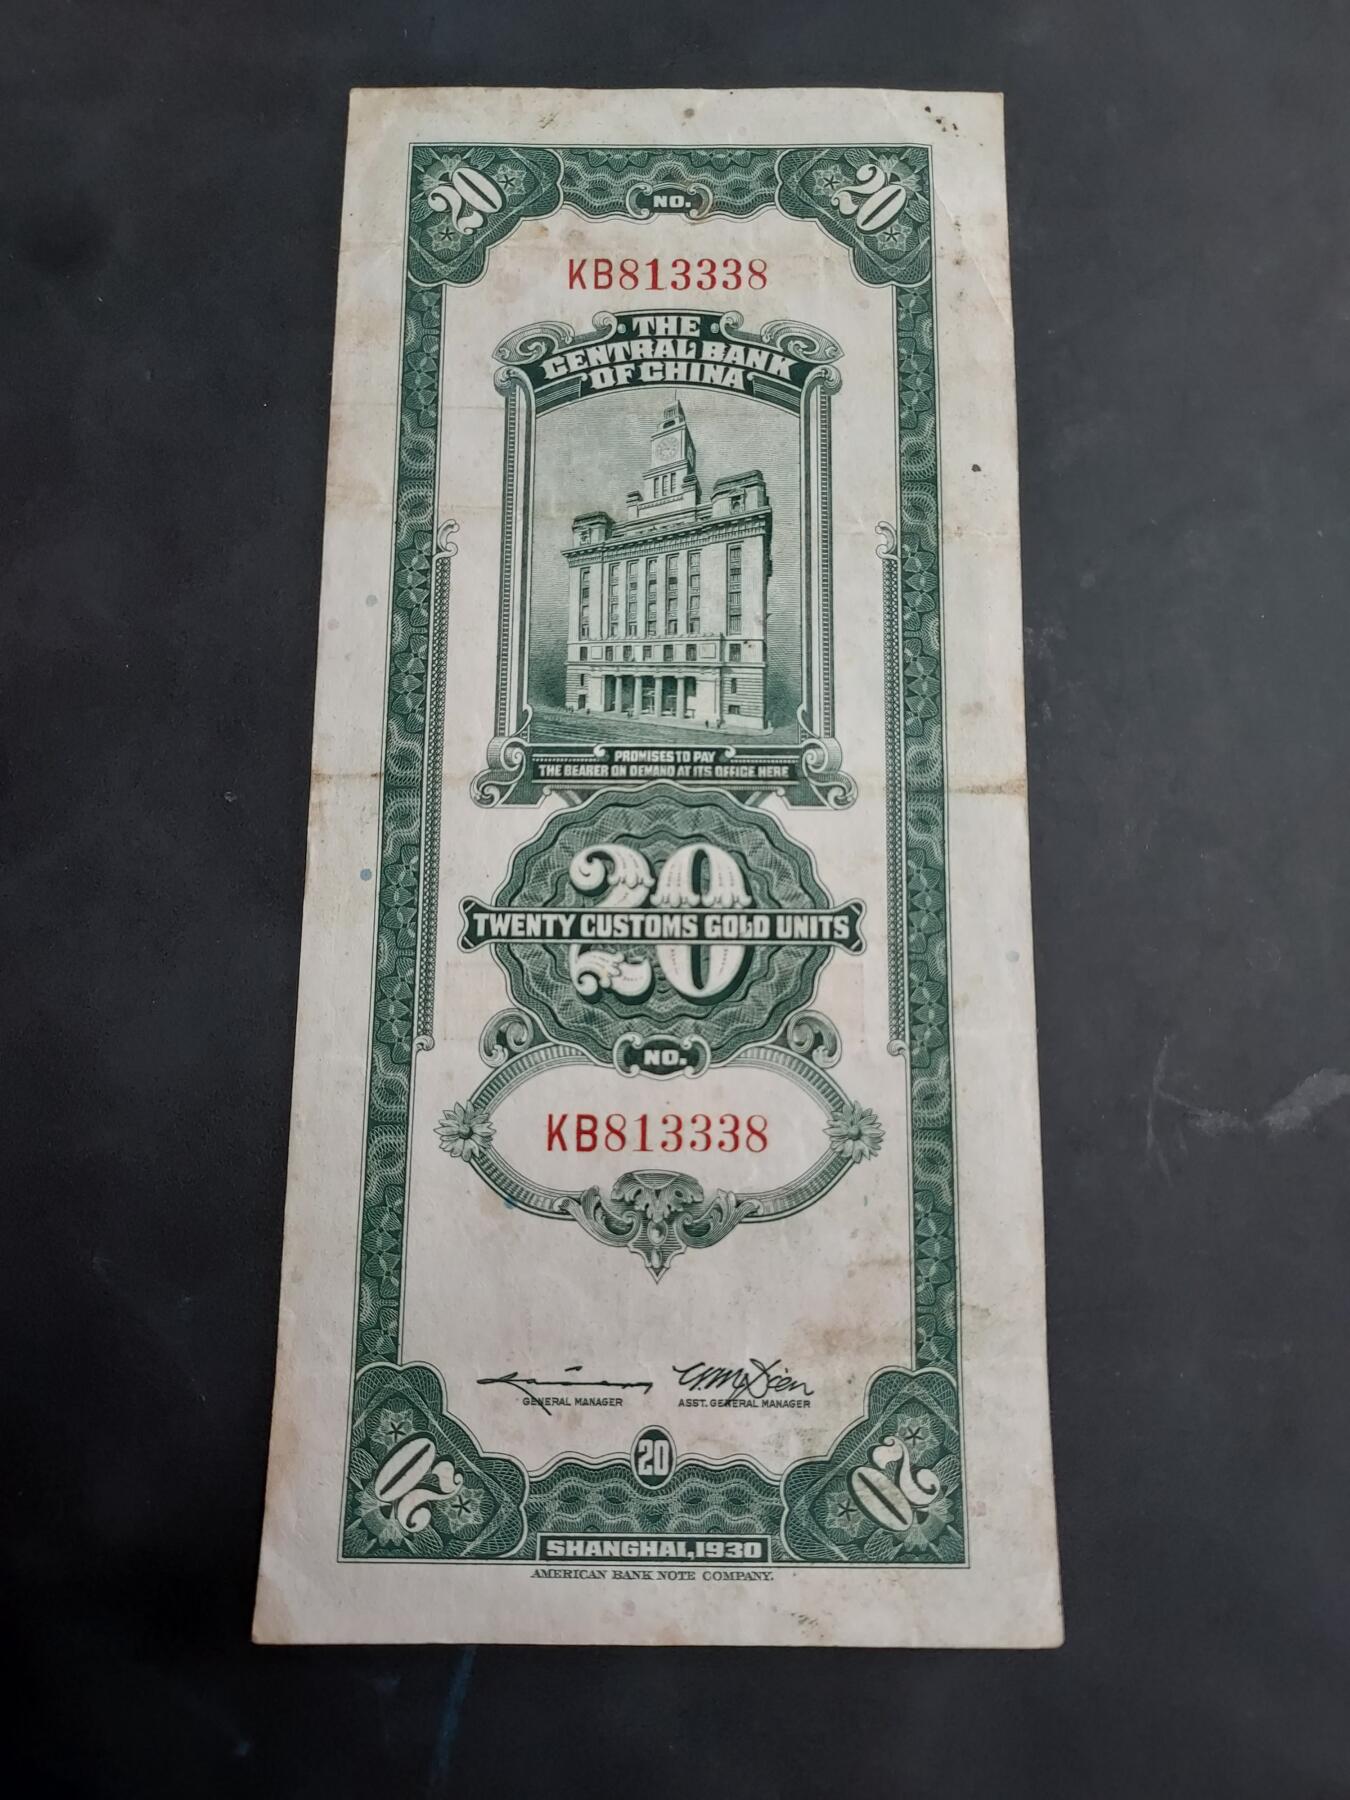 20 NO. 20
KB813338
THE
CENTRAL BANK
OF CHINA
PROMISES TO PAY
THE BEARER ON DEMAND AT ITS OFFICE HERE
20
TWENTY CUSTOMS GOLD UNITS
NO.
KB813338
GENERAL MANAGER ASST. GENERAL MANAGER
20 20 20
SHANGHAI, 1930
AMERICAN BANK NOTE COMPANY.